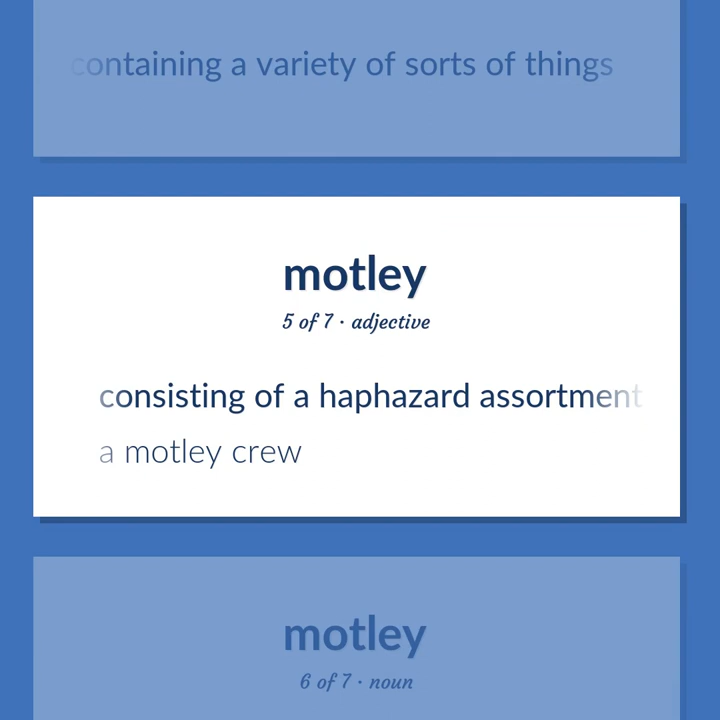 containing a variety of sorts of things
motley
5 of 7 · adjective
consisting of a haphazard assortment
a motley crew
motley
6 of 7 · noun